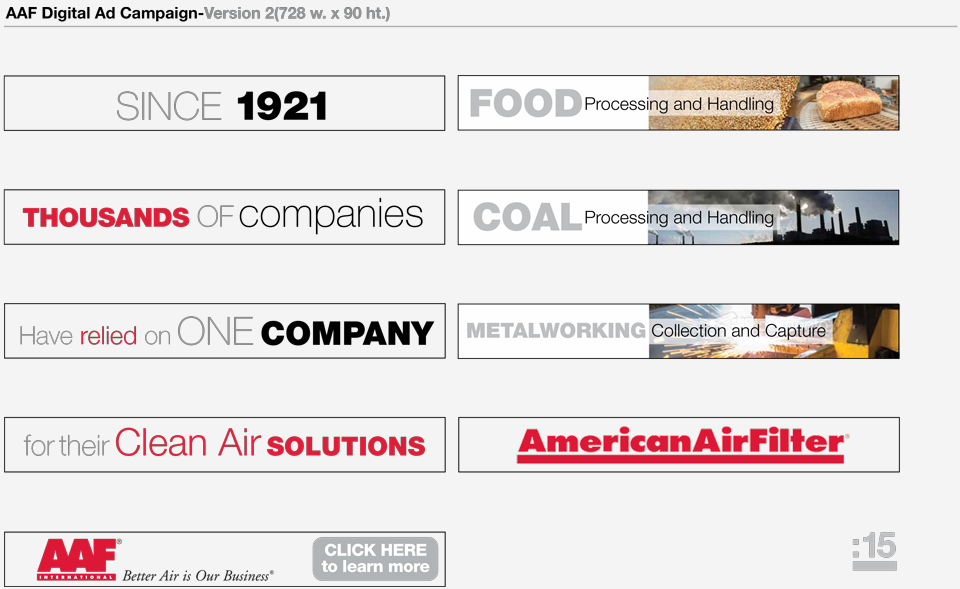 AAF Digital Ad Campaign-Version 2(728 w. x 90 ht.)
SINCE 1921
THOUSANDS OF companies
Have relied on ONE COMPANY
for their Clean Air SOLUTIONS
AAF®
INTERNATIONAL
Better Air is Our Business®
CLICK HERE
to learn more
FOOD Processing and Handling
COAL Processing and Handling
METALWORKING Collection and Capture
AmericanAirFilter®
:15